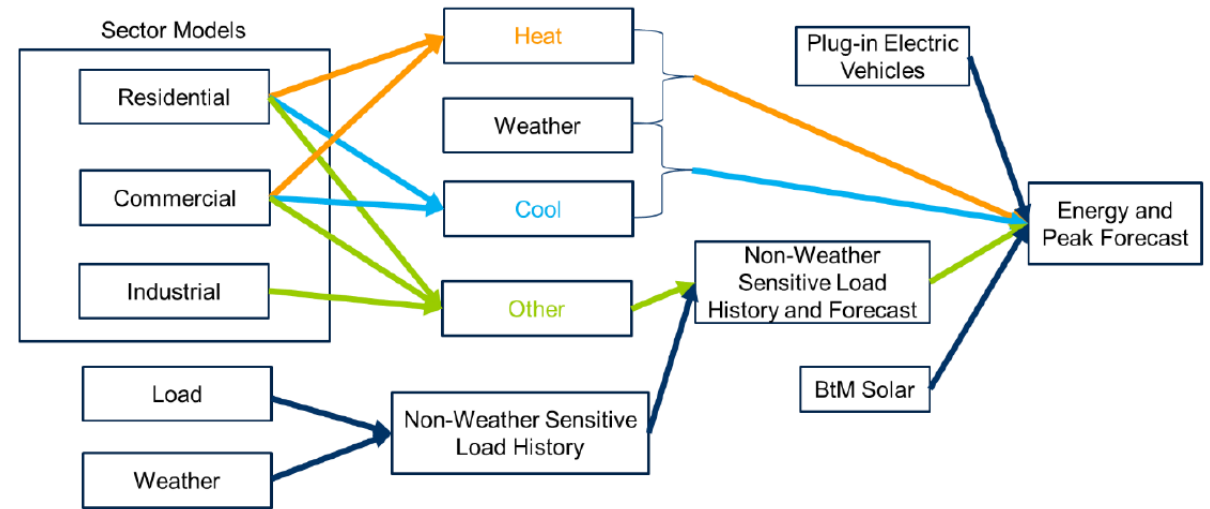 Sector Models
Residential
Commercial
Industrial
Load
Weather
Heat
Weather
Cool
Other
Non-Weather Sensitive
Load History
Non-Weather
Sensitive Load
History and Forecast
Plug-in Electric
Vehicles
BtM Solar
Energy and
Peak Forecast